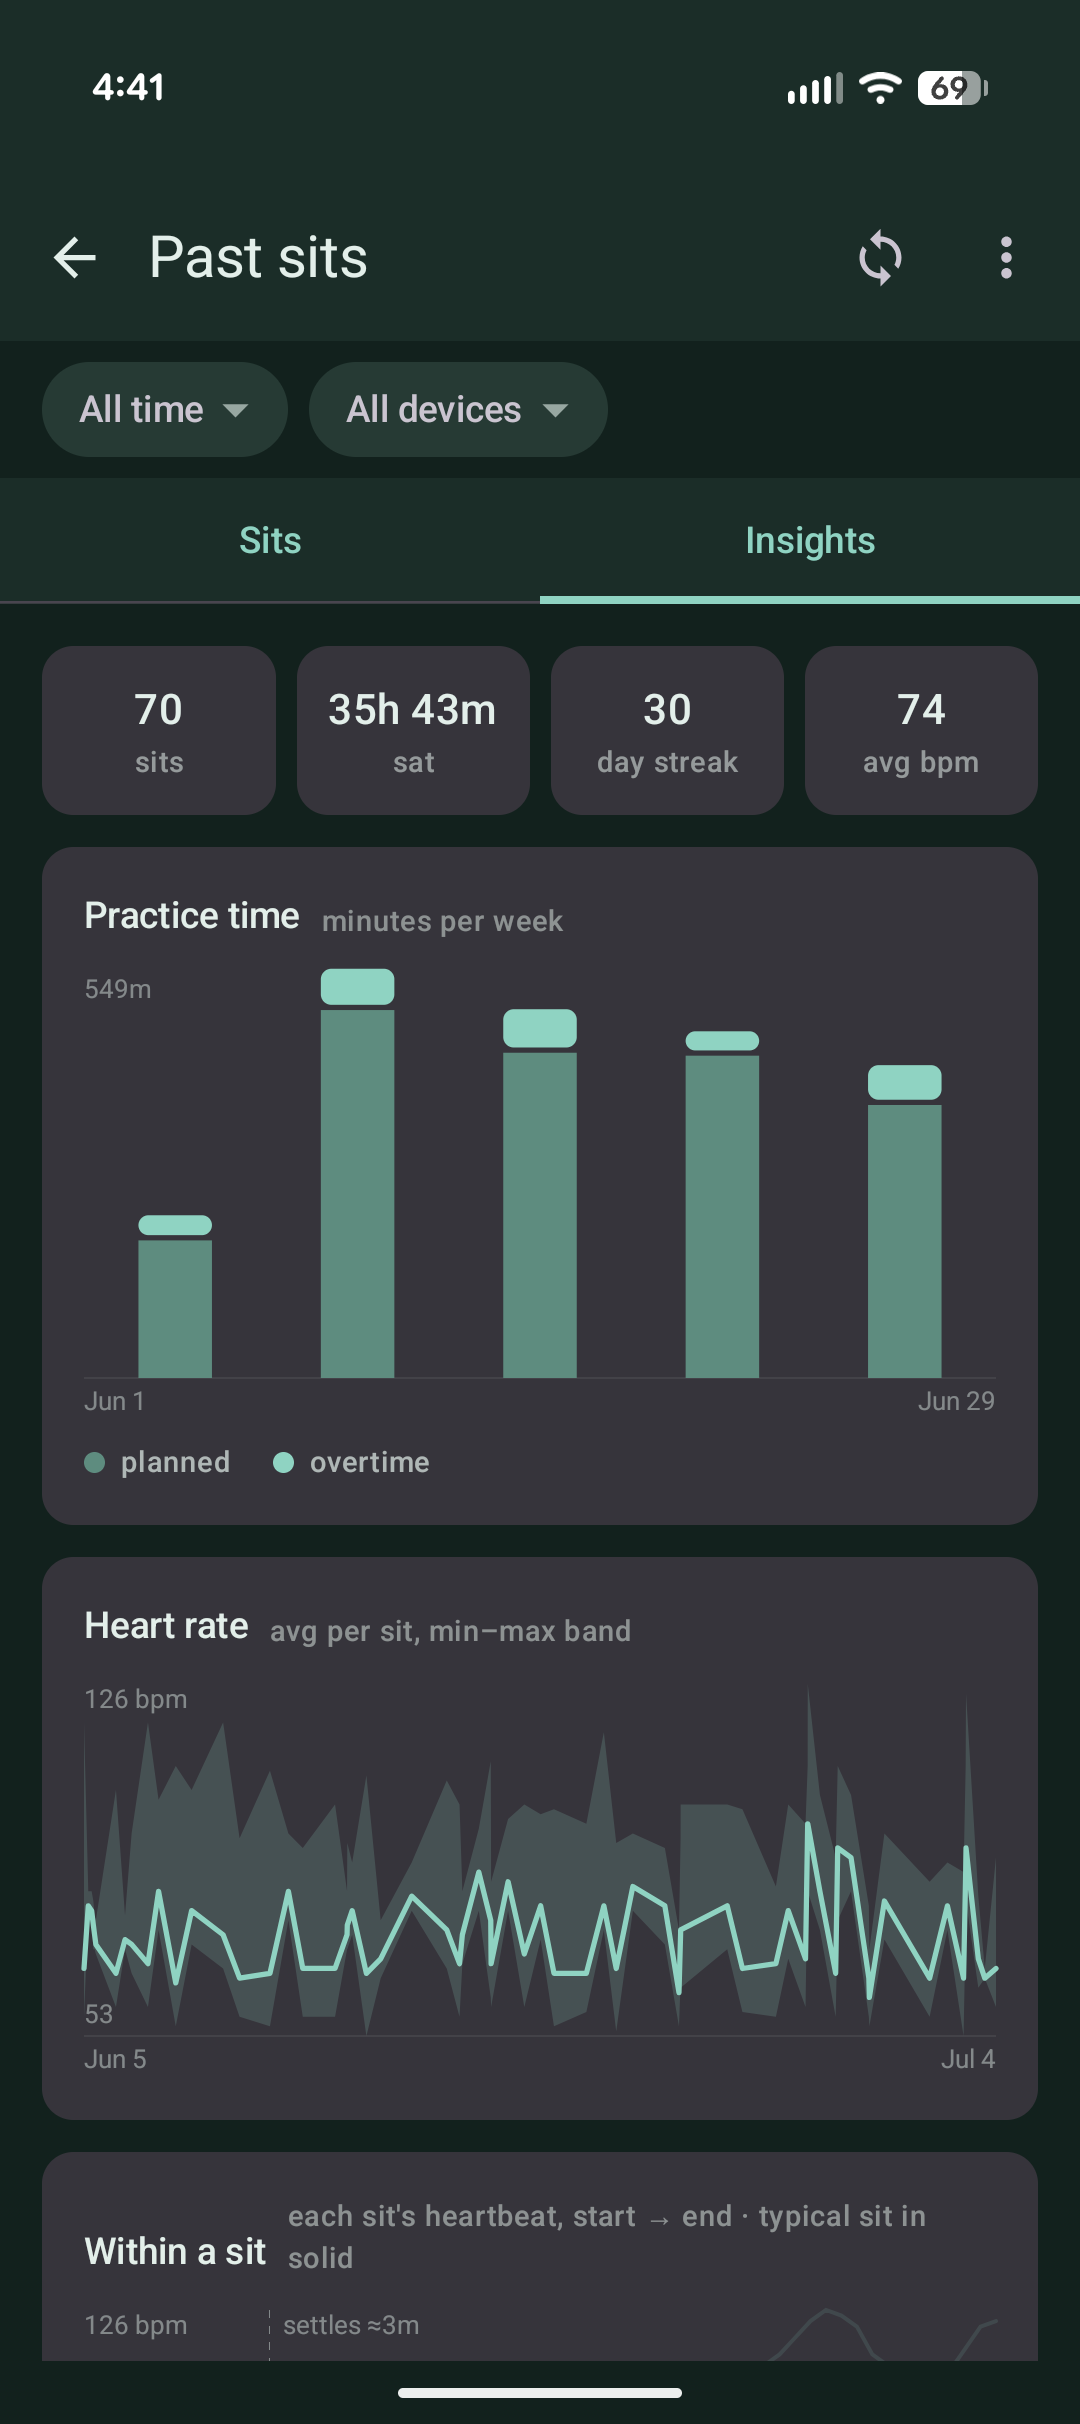 4:41
69
Past sits
All time
All devices
Sits
Insights
70
sits
35h 43m
sat
30
day streak
74
avg bpm
Practice time minutes per week
549m
Jun 1
Jun 29
planned
overtime
Heart rate avg per sit, min–max band
126 bpm
53
Jun 5
Jul 4
Within a sit
each sit's heartbeat, start → end · typical sit in
solid
126 bpm
settles ≈3m